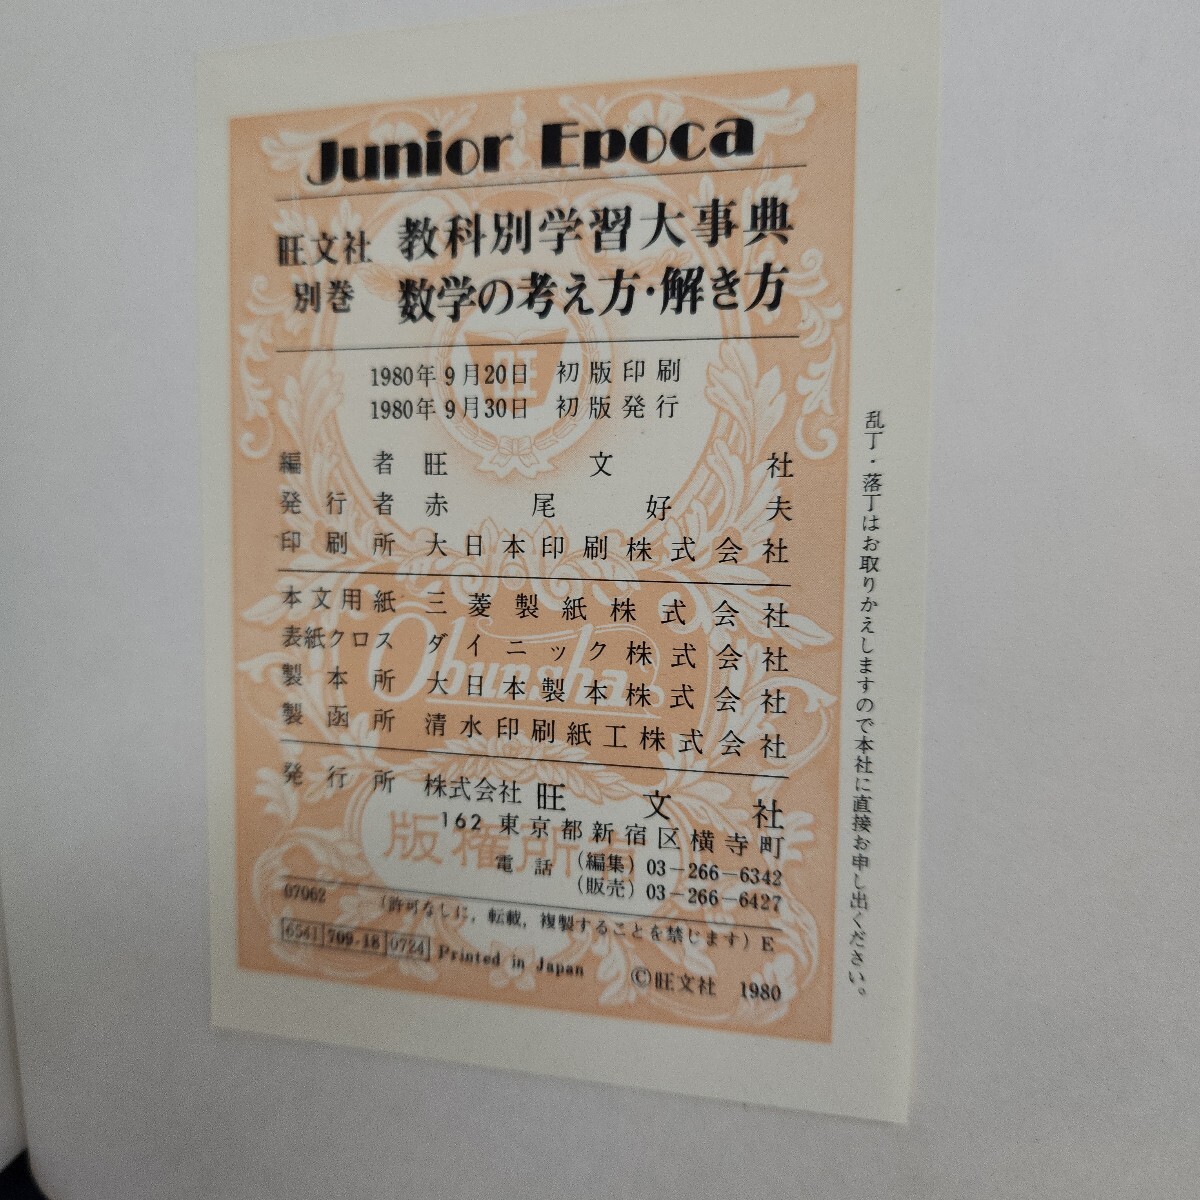 Junior Epoca
旺文社 教科別学習大事典
別巻 数学の考え方・解き方
1980年9月20日 初版印刷
1980年9月30日 初版発行
編者 旺文社
発行者 赤尾好夫
印刷所 大日本印刷株式会社
本文用紙 三菱製紙株式会社
表紙クロス ダイニック株式会社
製本所 大日本製本株式会社
製函所 清水印刷紙工株式会社
発行所 株式会社 旺文社
162 東京都新宿区横寺町
電話 (編集) 03-266-6342
(販売) 03-266-6427
07062 (許可なしに,転載,複製することを禁じます) E
6541 709.18 0724 Printed in Japan ©旺文社 1980
乱丁・落丁はお取りかえしますので本社に直接お申し出ください。
旺
Obunsha
版権所有